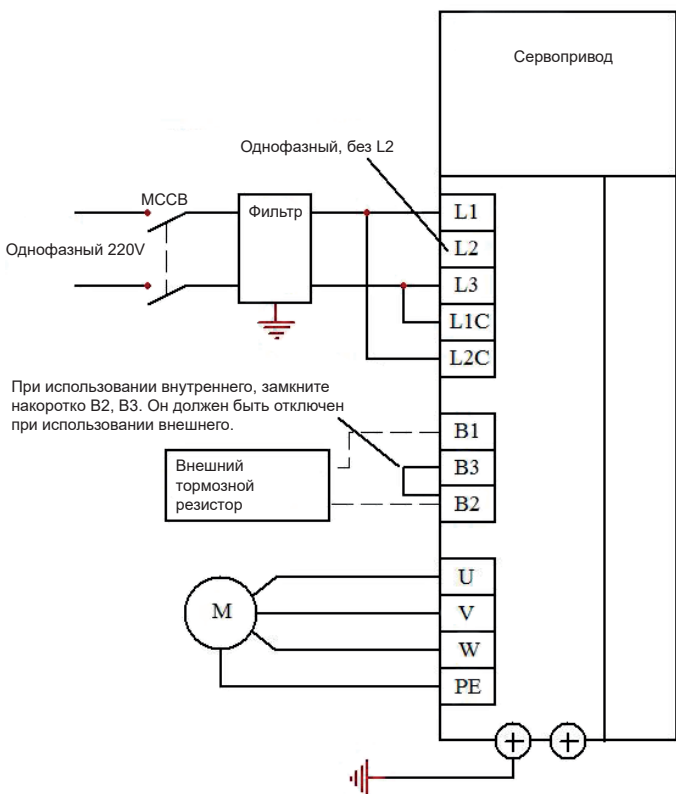 Сервопривод
Однофазный, без L2
MCCB
Фильтр
Однофазный 220V
L1
L2
L3
L1C
L2C
При использовании внутреннего, замкните
накоротко B2, B3. Он должен быть отключен
при использовании внешнего.
B1
B3
B2
Внешний
тормозной
резистор
U
V
W
PE
M